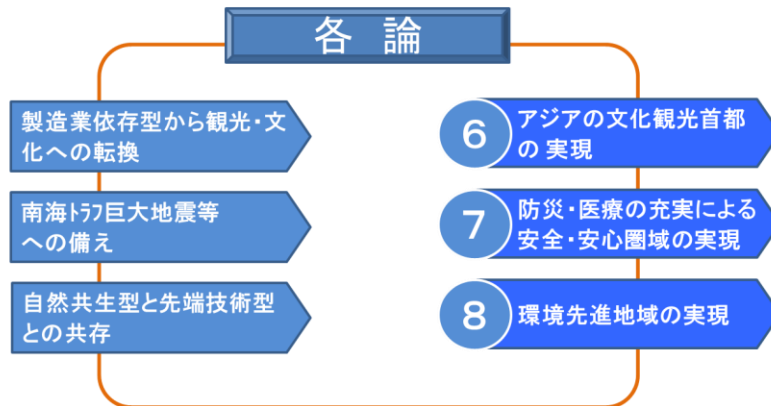 各 論
製造業依存型から観光・文
化への転換
6
アジアの文化観光首都
の 実現
南海トラフ巨大地震等
への備え
7
防災・医療の充実による
安全・安心圏域の実現
自然共生型と先端技術型
との共存
8
環境先進地域の実現